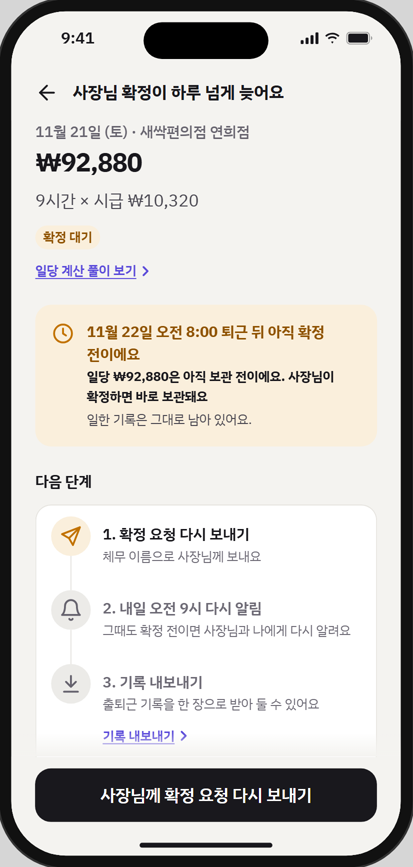 9:41
사장님 확정이 하루 넘게 늦어요
11월 21일 (토) · 새싹편의점 연희점
₩92,880
9시간 × 시급 ₩10,320
확정 대기
일당 계산 풀이 보기
11월 22일 오전 8:00 퇴근 뒤 아직 확정
전이에요
일당 ₩92,880은 아직 보관 전이에요. 사장님이
확정하면 바로 보관돼요
일한 기록은 그대로 남아 있어요.
다음 단계
1. 확정 요청 다시 보내기
체무 이름으로 사장님께 보내요
2. 내일 오전 9시 다시 알림
그때도 확정 전이면 사장님과 나에게 다시 알려요
3. 기록 내보내기
출퇴근 기록을 한 장으로 받아 둘 수 있어요
기록 내보내기
사장님께 확정 요청 다시 보내기